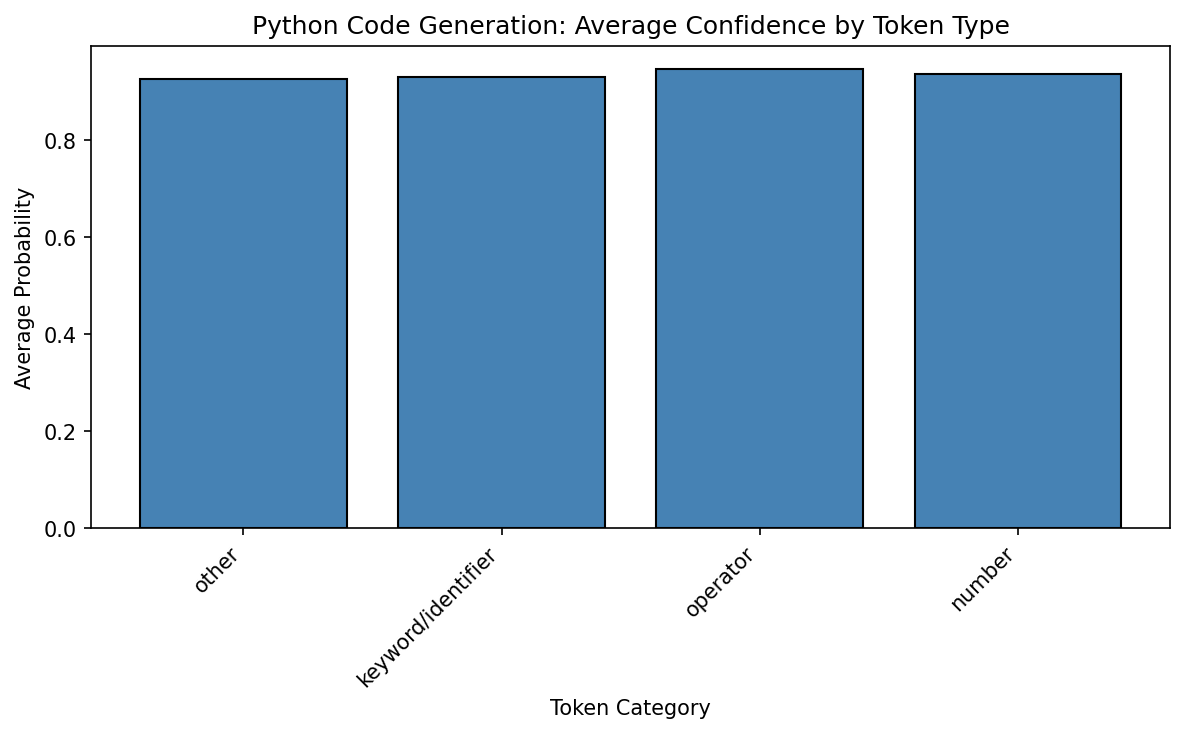 Python Code Generation: Average Confidence by Token Type
Average Probability
0.8
0.6
0.4
0.2
0.0
other
keyword/identifier
operator
number
Token Category